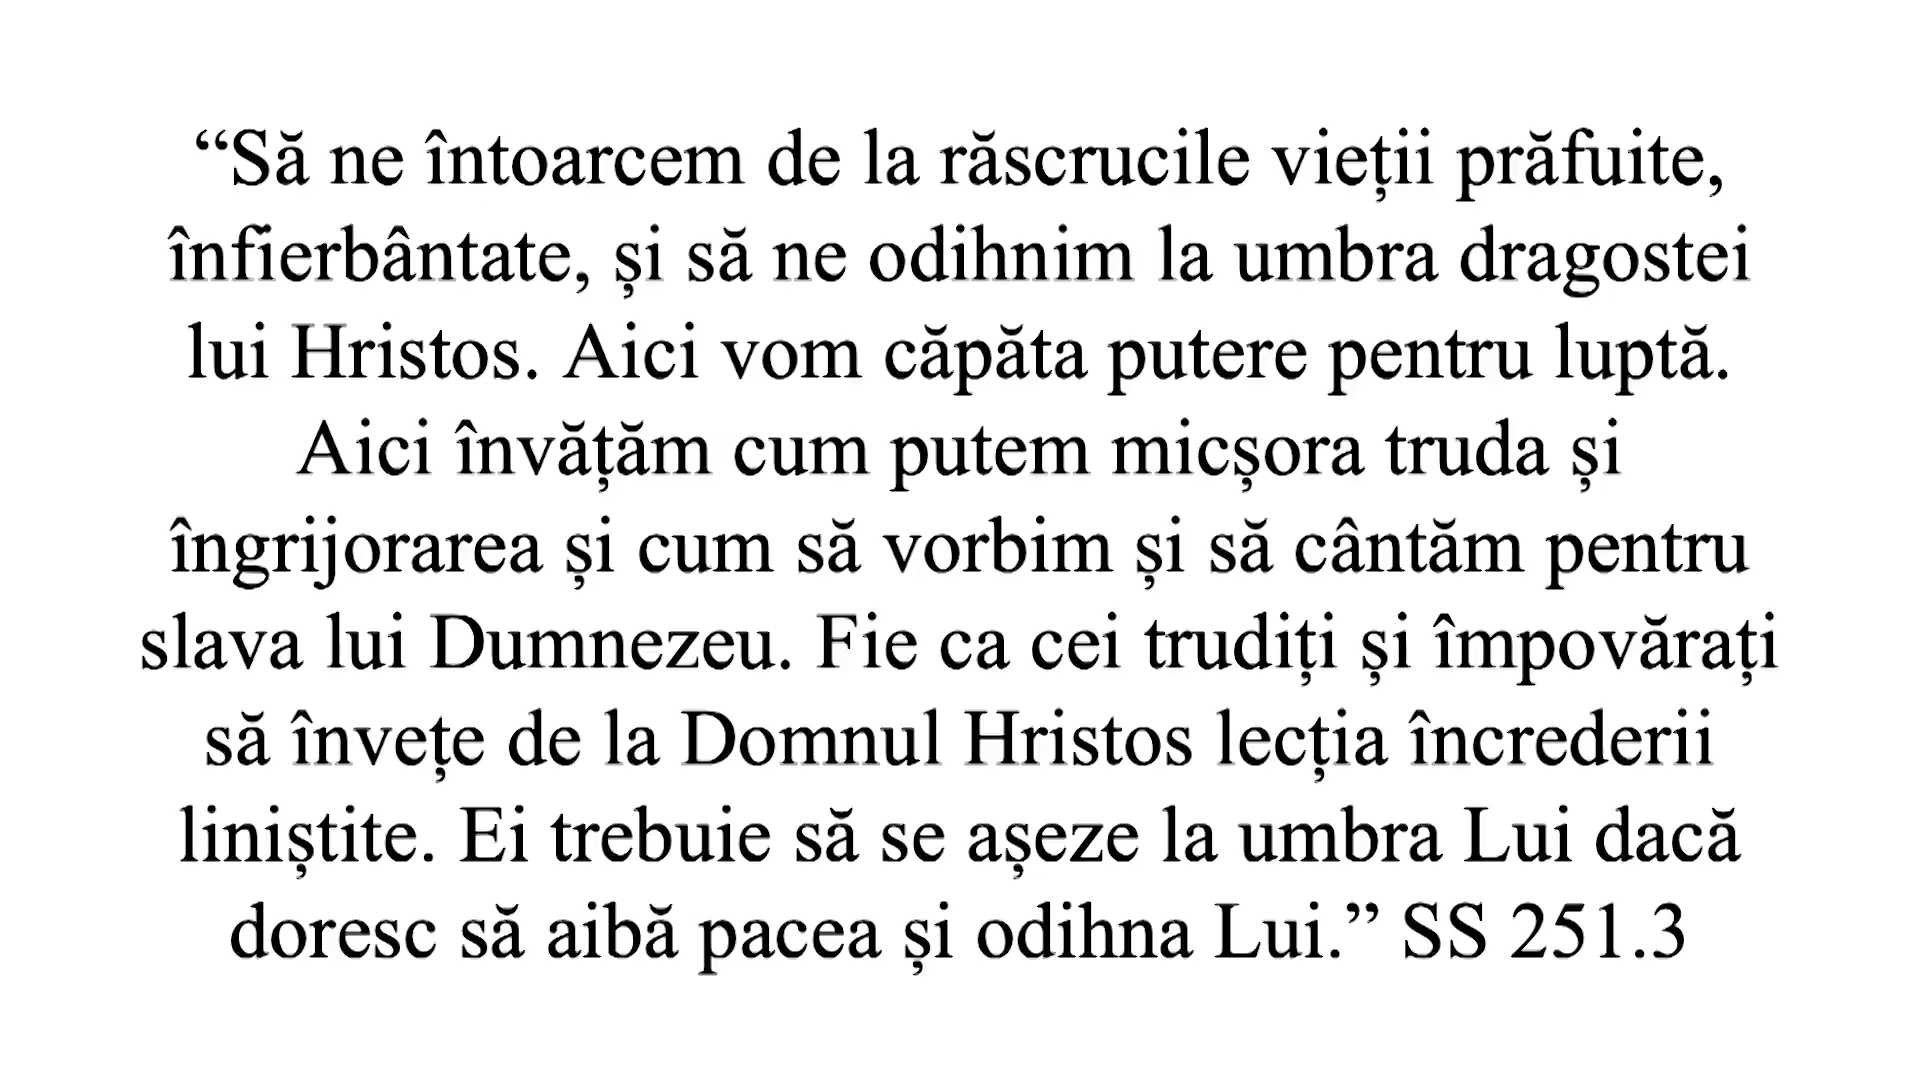 “Să ne întoarcem de la răscrucile vieții prăfuite,
înfierbântate, și să ne odihnim la umbra dragostei
lui Hristos. Aici vom căpăta putere pentru luptă.
Aici învățăm cum putem micșora truda și
îngrijorarea și cum să vorbim și să cântăm pentru
slava lui Dumnezeu. Fie ca cei trudiți și împovărați
să învețe de la Domnul Hristos lecția încrederii
liniștite. Ei trebuie să se așeze la umbra Lui dacă
doresc să aibă pacea și odihna Lui.” SS 251.3